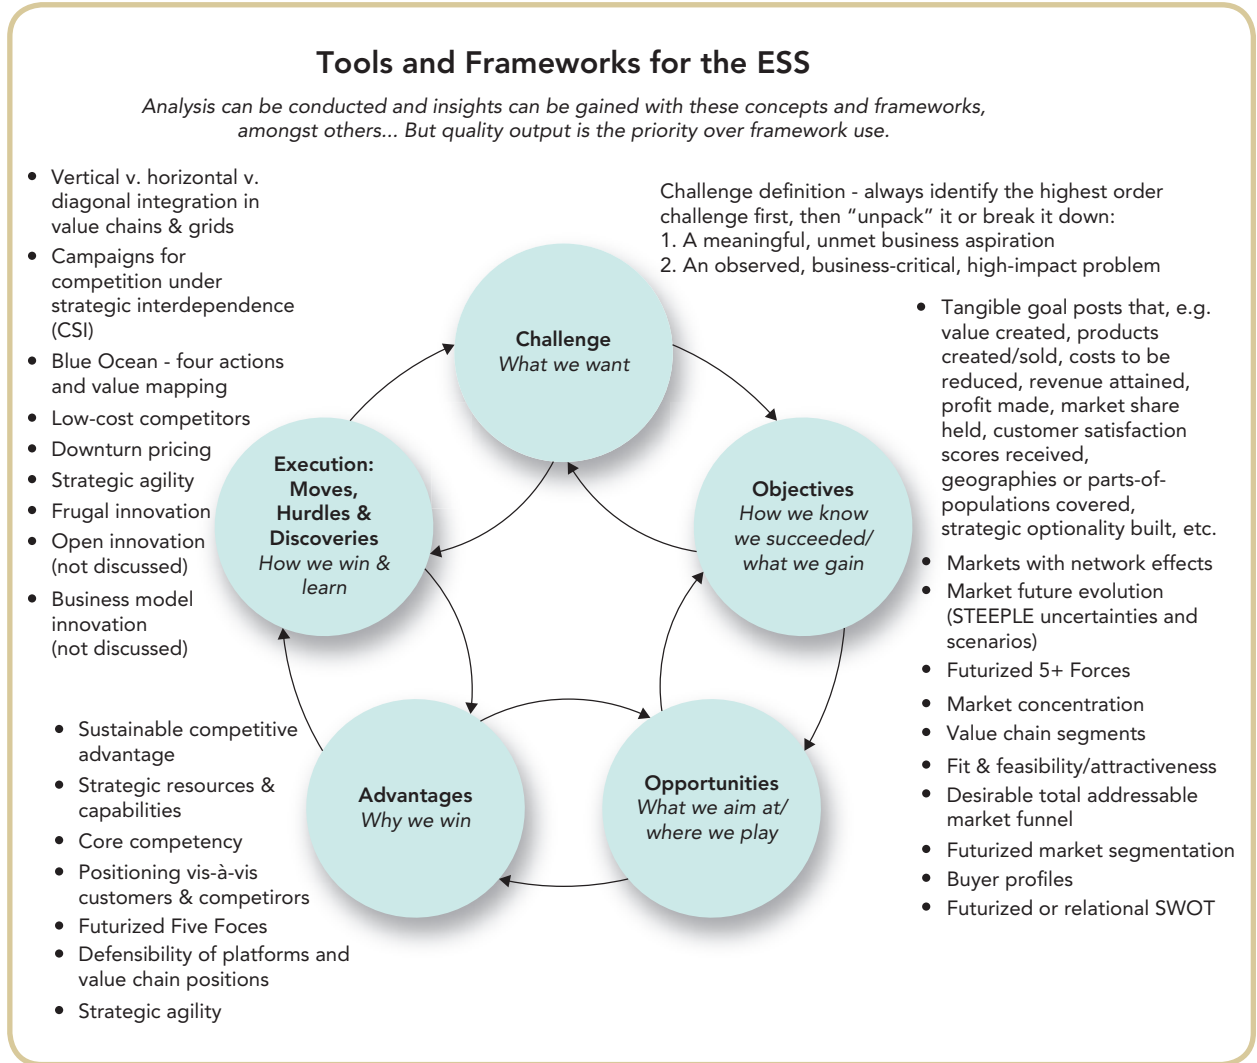 Tools and Frameworks for the ESS
Analysis can be conducted and insights can be gained with these concepts and frameworks,
amongst others... But quality output is the priority over framework use.
• Vertical v. horizontal v.
diagonal integration in
value chains & grids
• Campaigns for
competition under
strategic interdependence
(CSI)
• Blue Ocean - four actions
and value mapping
• Low-cost competitors
• Downturn pricing
• Strategic agility
• Frugal innovation
• Open innovation
(not discussed)
• Business model
innovation
(not discussed)
Challenge definition - always identify the highest order
challenge first, then “unpack” it or break it down:
1. A meaningful, unmet business aspiration
2. An observed, business-critical, high-impact problem
Challenge
What we want
Execution:
Moves,
Hurdles &
Discoveries
How we win &
learn
Objectives
How we know
we succeeded/
what we gain
• Tangible goal posts that, e.g.
value created, products
created/sold, costs to be
reduced, revenue attained,
profit made, market share
held, customer satisfaction
scores received,
geographies or parts-of-
populations covered,
strategic optionality built, etc.
• Markets with network effects
• Market future evolution
(STEEPLE uncertainties and
scenarios)
• Futurized 5+ Forces
• Market concentration
• Value chain segments
• Fit & feasibility/attractiveness
• Desirable total addressable
market funnel
• Futurized market segmentation
• Buyer profiles
• Futurized or relational SWOT
• Sustainable competitive
advantage
• Strategic resources &
capabilities
• Core competency
• Positioning vis-à-vis
customers & competirors
• Futurized Five Foces
• Defensibility of platforms and
value chain positions
• Strategic agility
Advantages
Why we win
Opportunities
What we aim at/
where we play